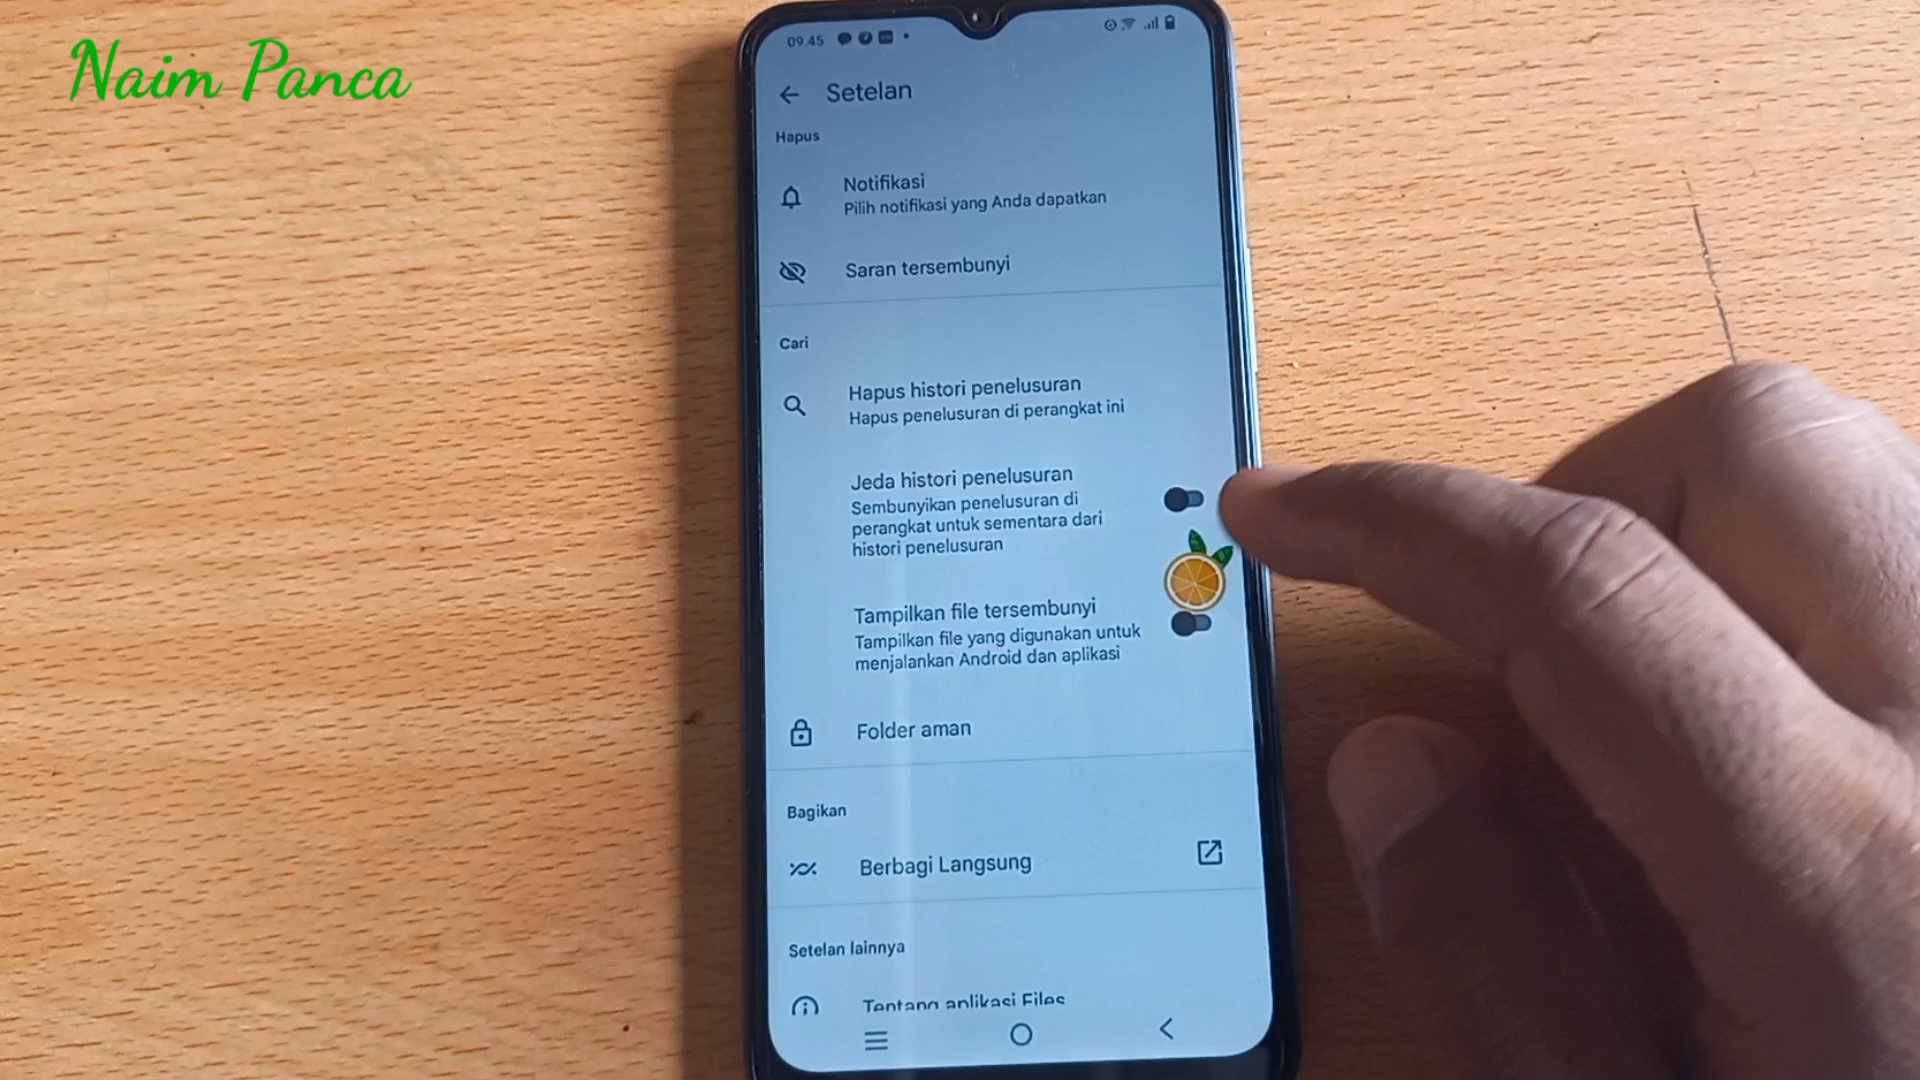 Naim Panca
09.45
Setelan
Hapus
Notifikasi
Pilih notifikasi yang Anda dapatkan
Saran tersembunyi
Cari
Hapus histori penelusuran
Hapus penelusuran di perangkat ini
Jeda histori penelusuran
Sembunyikan penelusuran di
perangkat untuk sementara dari
histori penelusuran
Tampilkan file tersembunyi
Tampilkan file yang digunakan untuk
menjalankan Android dan aplikasi
Folder aman
Bagikan
Berbagi Langsung
Setelan lainnya
Tentang aplikasi Files